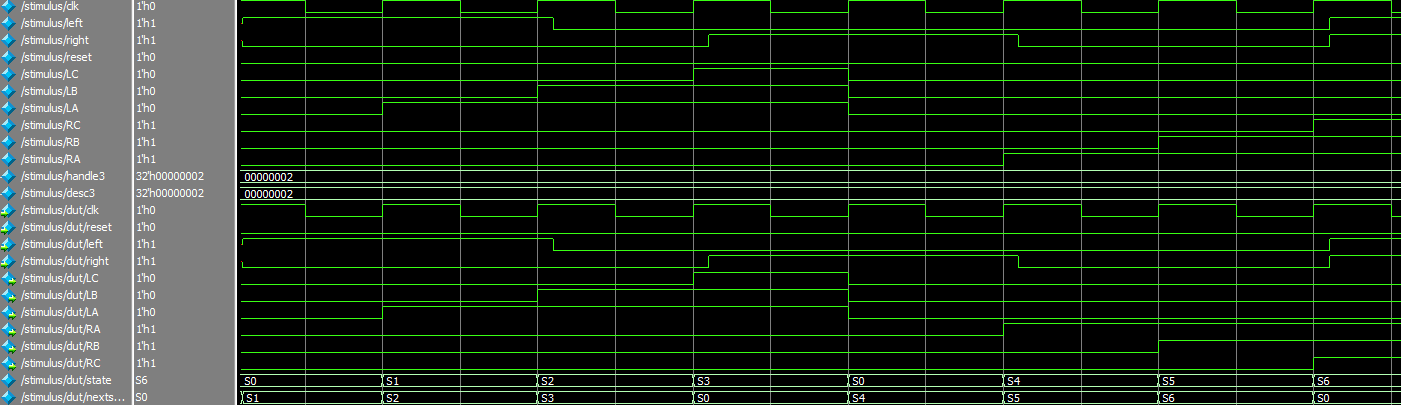 /stimulus/clk 1'h0
/stimulus/left 1'h1
/stimulus/right 1'h1
/stimulus/reset 1'h0
/stimulus/LC 1'h0
/stimulus/LB 1'h0
/stimulus/LA 1'h0
/stimulus/RC 1'h1
/stimulus/RB 1'h1
/stimulus/RA 1'h1
/stimulus/handle3 32'h00000002 00000002
/stimulus/desc3 32'h00000002 00000002
/stimulus/dut/clk 1'h0
/stimulus/dut/reset 1'h0
/stimulus/dut/left 1'h1
/stimulus/dut/right 1'h1
/stimulus/dut/LC 1'h0
/stimulus/dut/LB 1'h0
/stimulus/dut/LA 1'h0
/stimulus/dut/RA 1'h1
/stimulus/dut/RB 1'h1
/stimulus/dut/RC 1'h1
/stimulus/dut/state S6 S0 S1 S2 S3 S0 S4 S5 S6
/stimulus/dut/nexts... S0 S1 S2 S3 S0 S4 S5 S6 S0